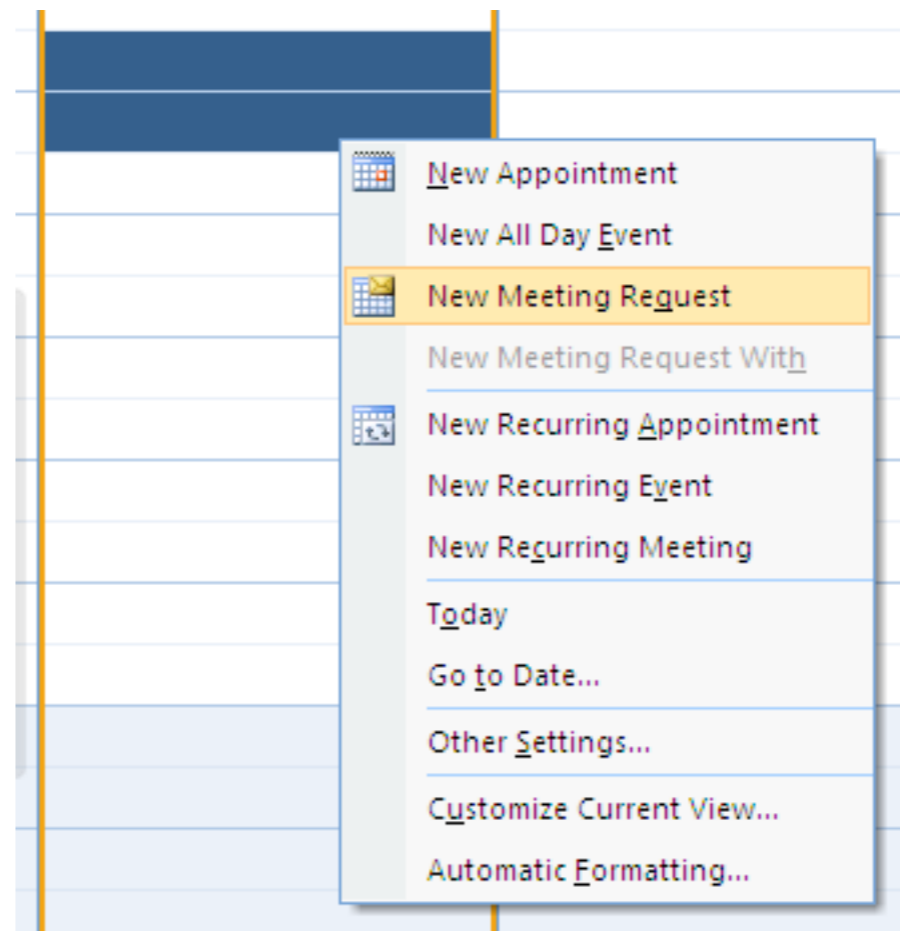 New Appointment
New All Day Event
New Meeting Request
New Meeting Request With
New Recurring Appointment
New Recurring Event
New Recurring Meeting
Today
Go to Date...
Other Settings...
Customize Current View...
Automatic Formatting...